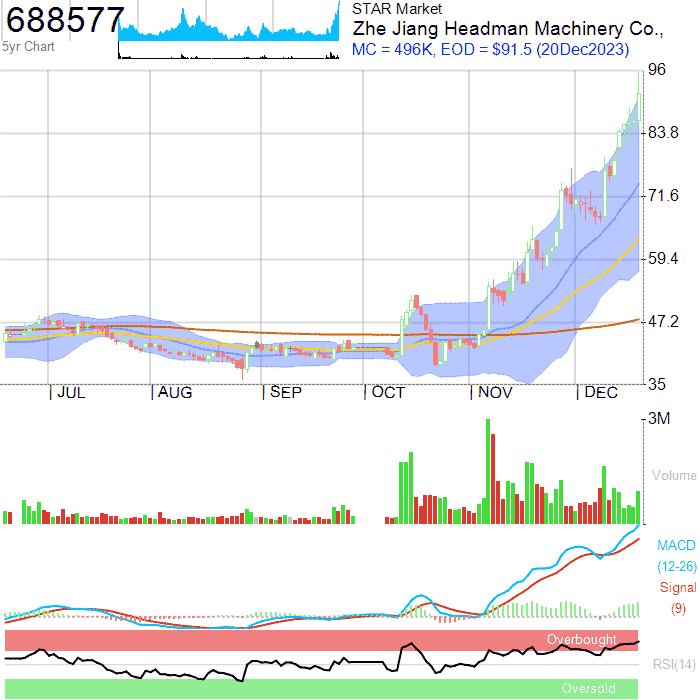 688577
5yr Chart
STAR Market
Zhe Jiang Headman Machinery Co.,
MC = 496K, EOD = $91.5 (20Dec2023)
96
83.8
71.6
59.4
47.2
35
| JUL | AUG | SEP | OCT | NOV | DEC
3M
Volume
MACD
(12-26)
Signal
(9)
Overbought
RSI(14)
Oversold